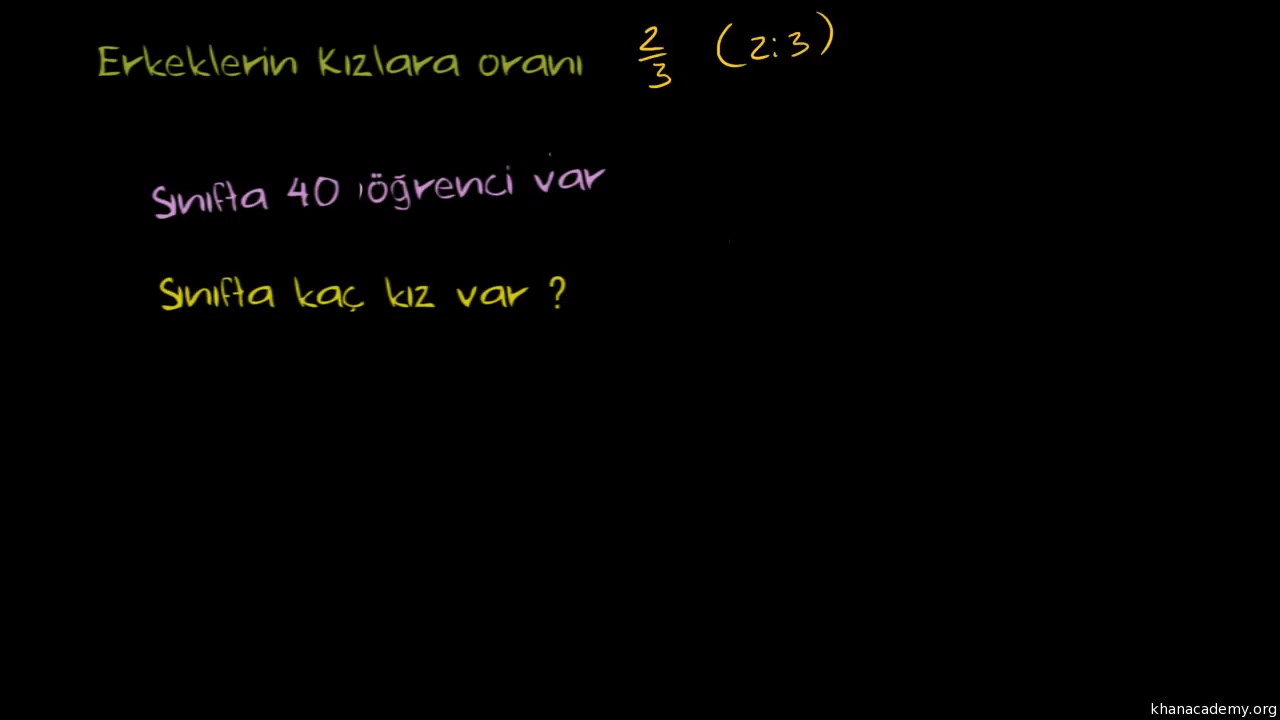 Erkeklerin Kızlara oranı 2/3 (2:3)
Sınıfta 40 öğrenci var
Sınıfta kaç kız var ?
khanacademy.org